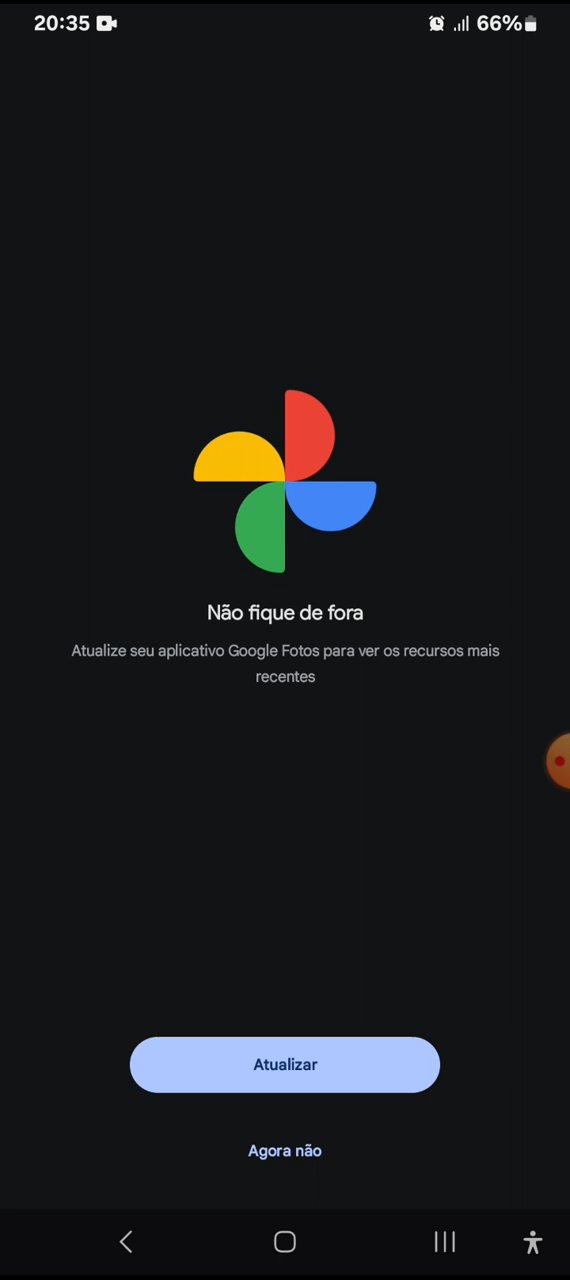 20:35
66%
Não fique de fora
Atualize seu aplicativo Google Fotos para ver os recursos mais
recentes
Atualizar
Agora não